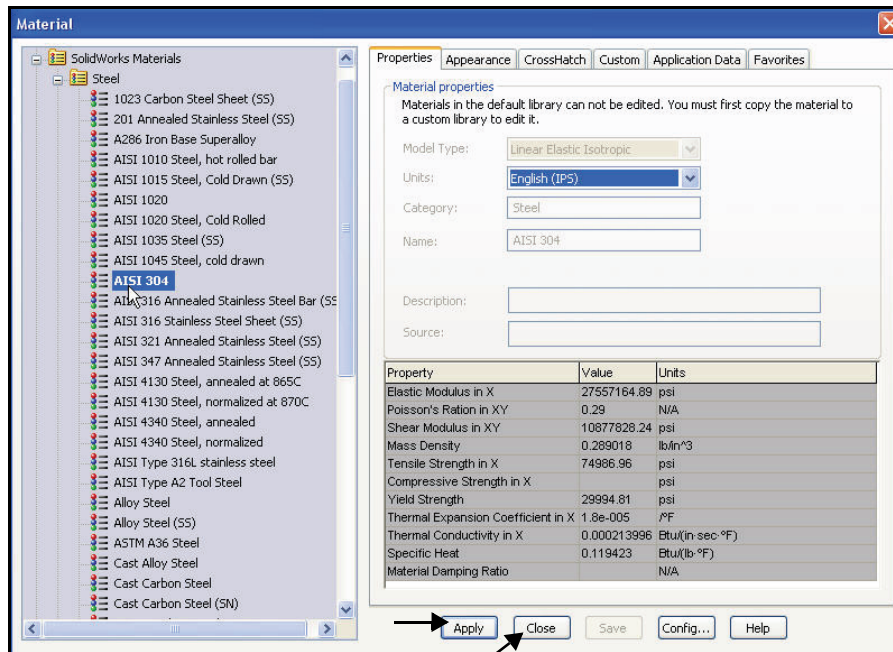 Material
SolidWorks Materials
Steel
1023 Carbon Steel Sheet (SS)
201 Annealed Stainless Steel (SS)
A286 Iron Base Superalloy
AISI 1010 Steel, hot rolled bar
AISI 1015 Steel, Cold Drawn (SS)
AISI 1020
AISI 1020 Steel, Cold Rolled
AISI 1035 Steel (SS)
AISI 1045 Steel, cold drawn
AISI 304
AISI 316 Annealed Stainless Steel Bar (SS
AISI 316 Stainless Steel Sheet (SS)
AISI 321 Annealed Stainless Steel (SS)
AISI 347 Annealed Stainless Steel (SS)
AISI 4130 Steel, annealed at 865C
AISI 4130 Steel, normalized at 870C
AISI 4340 Steel, annealed
AISI 4340 Steel, normalized
AISI Type 316L stainless steel
AISI Type A2 Tool Steel
Alloy Steel
Alloy Steel (SS)
ASTM A36 Steel
Cast Alloy Steel
Cast Carbon Steel
Cast Carbon Steel (SN)
Properties Appearance CrossHatch Custom Application Data Favorites
Material properties
Materials in the default library can not be edited. You must first copy the material to
a custom library to edit it.
Model Type: Linear Elastic Isotropic
Units: English (IPS)
Category: Steel
Name: AISI 304
Description:
Source:
Property Value Units
Elastic Modulus in X 27557164.89 psi
Poisson's Ration in XY 0.29 N/A
Shear Modulus in XY 10877828.24 psi
Mass Density 0.289018 lb/in^3
Tensile Strength in X 74986.96 psi
Compressive Strength in X psi
Yield Strength 29994.81 psi
Thermal Expansion Coefficient in X 1.8e-005 /°F
Thermal Conductivity in X 0.000213996 Btu/(in·sec·°F)
Specific Heat 0.119423 Btu/(lb·°F)
Material Damping Ratio N/A
Apply Close Save Config... Help